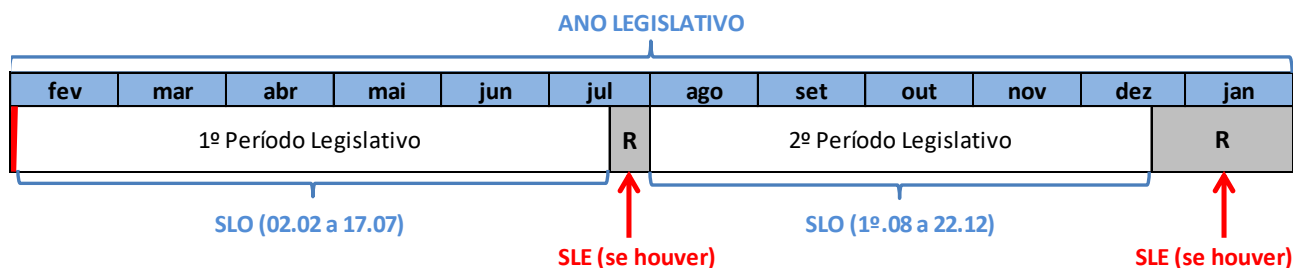 ANO LEGISLATIVO
fev mar abr mai jun jul ago set out nov dez jan
1º Período Legislativo R 2º Período Legislativo R
SLO (02.02 a 17.07) SLO (1º.08 a 22.12)
SLE (se houver) SLE (se houver)